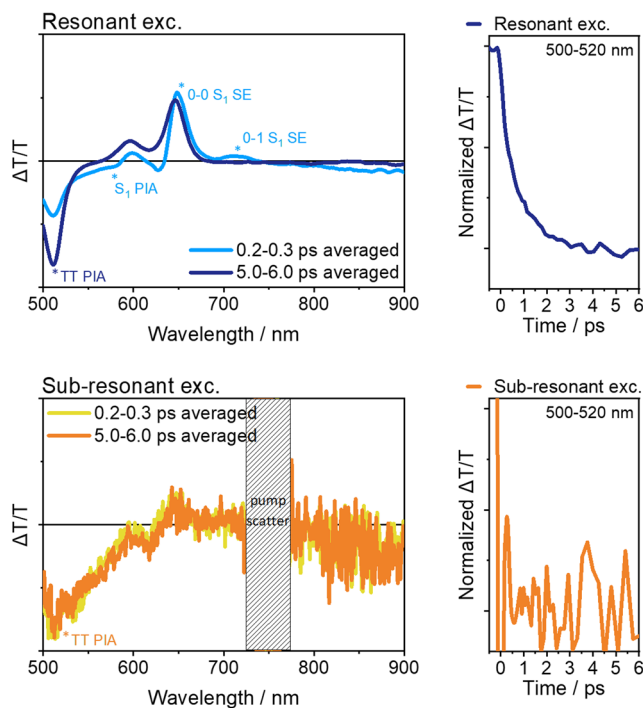 Resonant exc.
ΔT/T
* 0-0 S1 SE
* 0-1 S1 SE
* S1 PIA
* TT PIA
0.2-0.3 ps averaged
5.0-6.0 ps averaged
500 600 700 800 900
Wavelength / nm
Resonant exc.
500-520 nm
Normalized ΔT/T
0 1 2 3 4 5 6
Time / ps
Sub-resonant exc.
0.2-0.3 ps averaged
5.0-6.0 ps averaged
ΔT/T
pump
scatter
* TT PIA
500 600 700 800 900
Wavelength / nm
Sub-resonant exc.
500-520 nm
Normalized ΔT/T
0 1 2 3 4 5 6
Time / ps